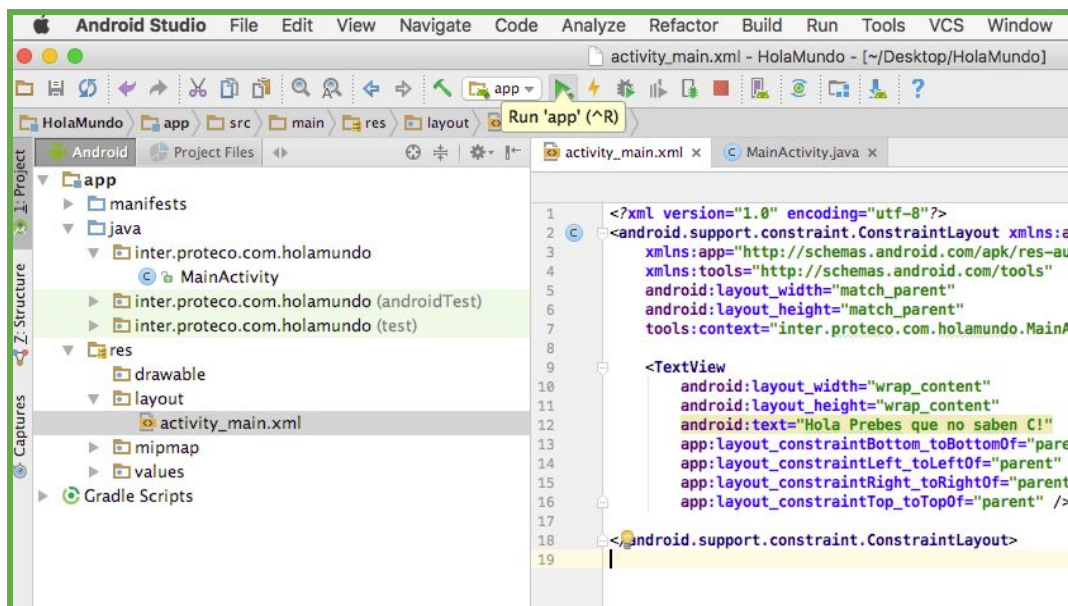 Android Studio File Edit View Navigate Code Analyze Refactor Build Run Tools VCS Window
activity_main.xml - HolaMundo - [~/Desktop/HolaMundo]
app
HolaMundo app src main res layout
Run 'app' (^R)
1: Project
Z: Structure
Captures
Android Project Files
activity_main.xml MainActivity.java
app
manifests
java
inter.proteco.com.holamundo
MainActivity
inter.proteco.com.holamundo (androidTest)
inter.proteco.com.holamundo (test)
res
drawable
layout
activity_main.xml
mipmap
values
Gradle Scripts
1 <?xml version="1.0" encoding="utf-8"?>
2 <android.support.constraint.ConstraintLayout xmlns:a
3 xmlns:app="http://schemas.android.com/apk/res-au
4 xmlns:tools="http://schemas.android.com/tools"
5 android:layout_width="match_parent"
6 android:layout_height="match_parent"
7 tools:context="inter.proteco.com.holamundo.MainA
8
9 <TextView
10 android:layout_width="wrap_content"
11 android:layout_height="wrap_content"
12 android:text="Hola Prebes que no saben C!"
13 app:layout_constraintBottom_toBottomOf="pare
14 app:layout_constraintLeft_toLeftOf="parent"
15 app:layout_constraintRight_toRightOf="parent
16 app:layout_constraintTop_toTopOf="parent" />
17
18 </android.support.constraint.ConstraintLayout>
19